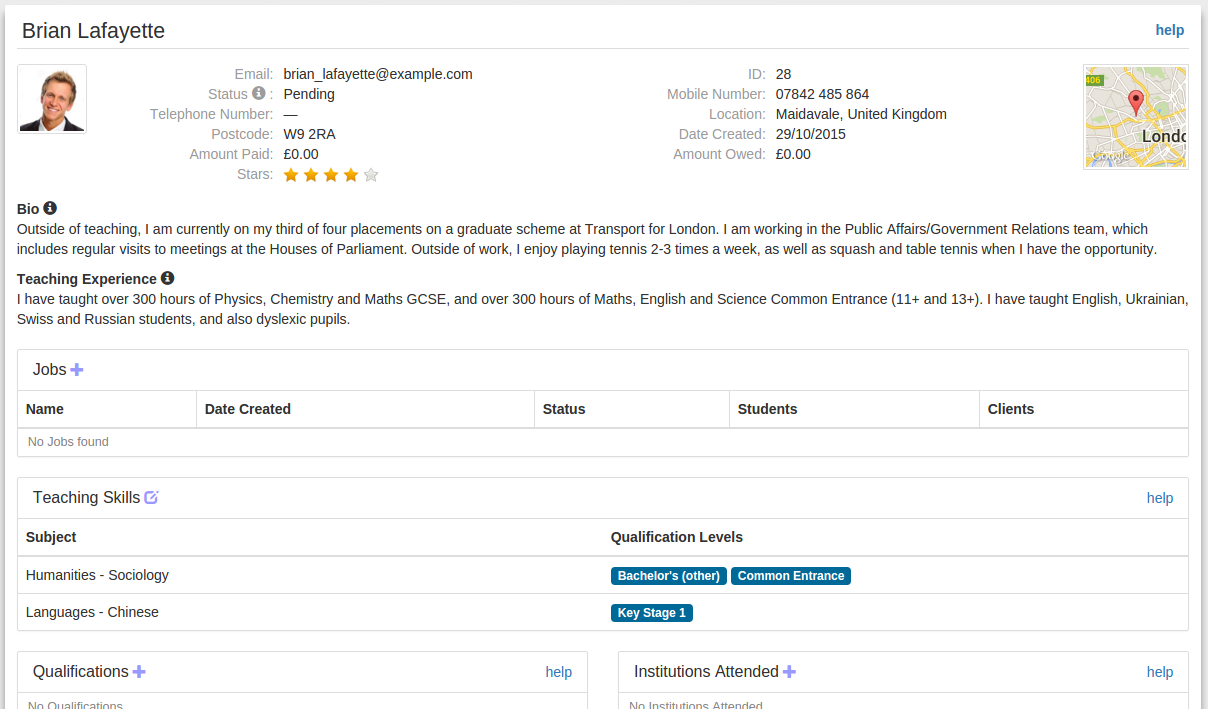 Brian Lafayette
help
Email: brian_lafayette@example.com
Status : Pending
Telephone Number: —
Postcode: W9 2RA
Amount Paid: £0.00
Stars:
ID: 28
Mobile Number: 07842 485 864
Location: Maidavale, United Kingdom
Date Created: 29/10/2015
Amount Owed: £0.00
406
Londo
Google
Bio
Outside of teaching, I am currently on my third of four placements on a graduate scheme at Transport for London. I am working in the Public Affairs/Government Relations team, which
includes regular visits to meetings at the Houses of Parliament. Outside of work, I enjoy playing tennis 2-3 times a week, as well as squash and table tennis when I have the opportunity.
Teaching Experience
I have taught over 300 hours of Physics, Chemistry and Maths GCSE, and over 300 hours of Maths, English and Science Common Entrance (11+ and 13+). I have taught English, Ukrainian,
Swiss and Russian students, and also dyslexic pupils.
Jobs
Name Date Created Status Students Clients
No Jobs found
Teaching Skills help
Subject Qualification Levels
Humanities - Sociology Bachelor's (other) Common Entrance
Languages - Chinese Key Stage 1
Qualifications help
No Qualifications
Institutions Attended help
No Institutions Attended